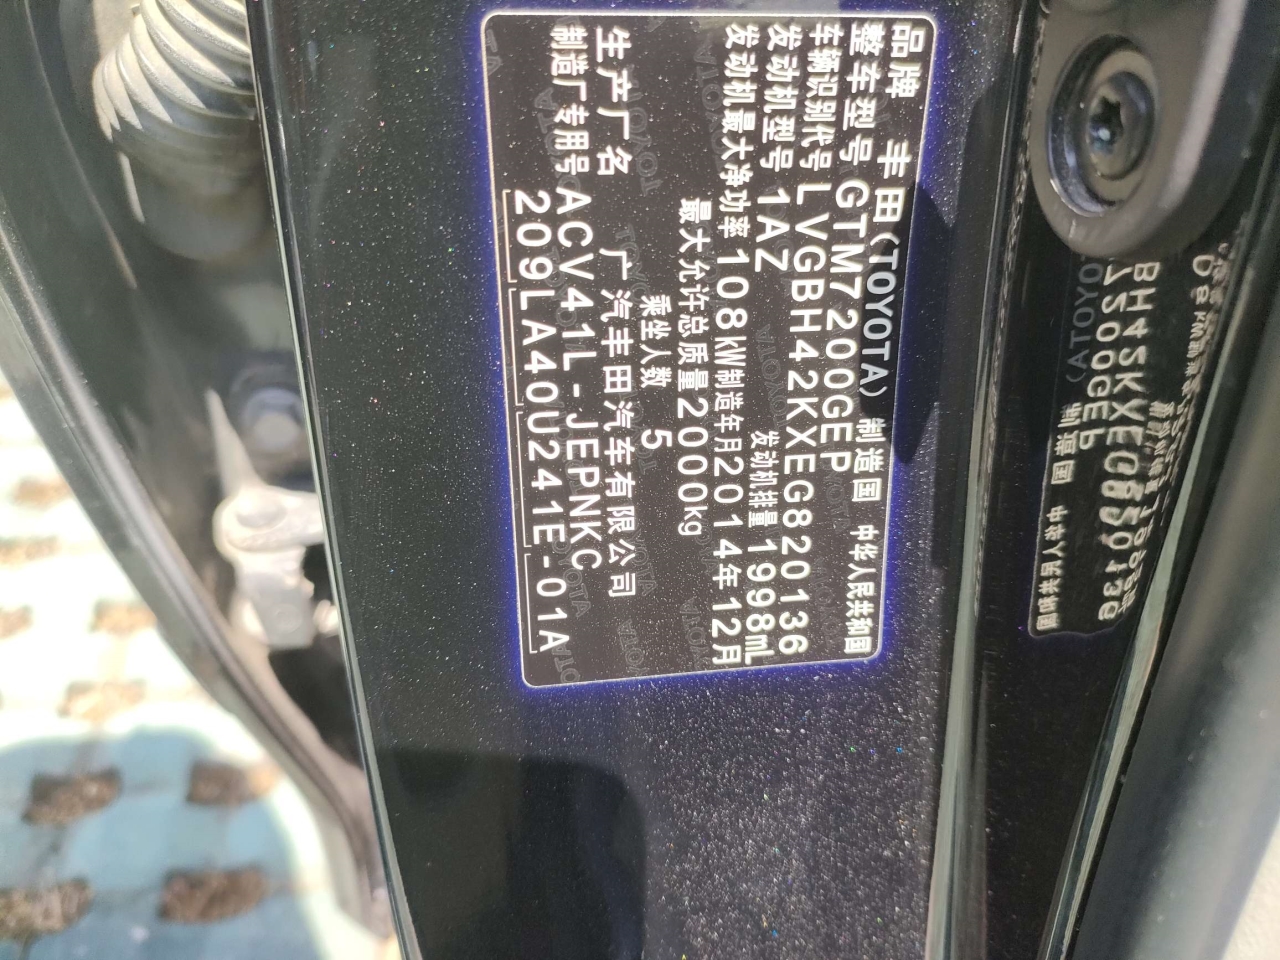 品牌 丰田(TOYOTA) 制造国 中华人民共和国
整车型号 GTM7200GEP
车辆识别代号 LVGBH42KXEG820136
发动机型号 1AZ 发动机排量 1998mL
发动机最大净功率 108kW 制造年月 2014年12月
最大允许总质量 2000kg
乘坐人数 5
生产厂名 广汽丰田汽车有限公司
制造厂专用号 ACV41L-JEPNKC
209LA40U241E-01A